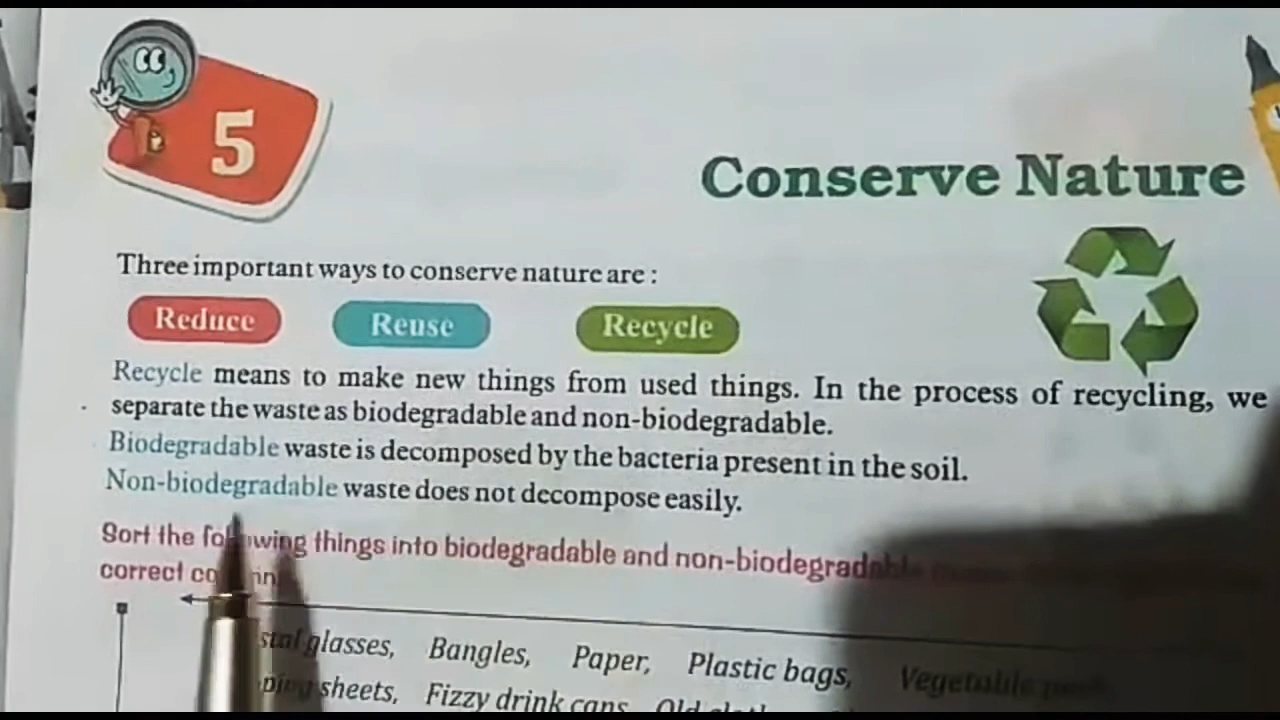 5
Conserve Nature
Three important ways to conserve nature are :
Reduce Reuse Recycle
Recycle means to make new things from used things. In the process of recycling, we
separate the waste as biodegradable and non-biodegradable.
Biodegradable waste is decomposed by the bacteria present in the soil.
Non-biodegradable waste does not decompose easily.
Sort the following things into biodegradable and non-biodegradable
correct
glasses, Bangles, Paper, Plastic bags, Vegetable
sheets, Fizzy drink cans, Old